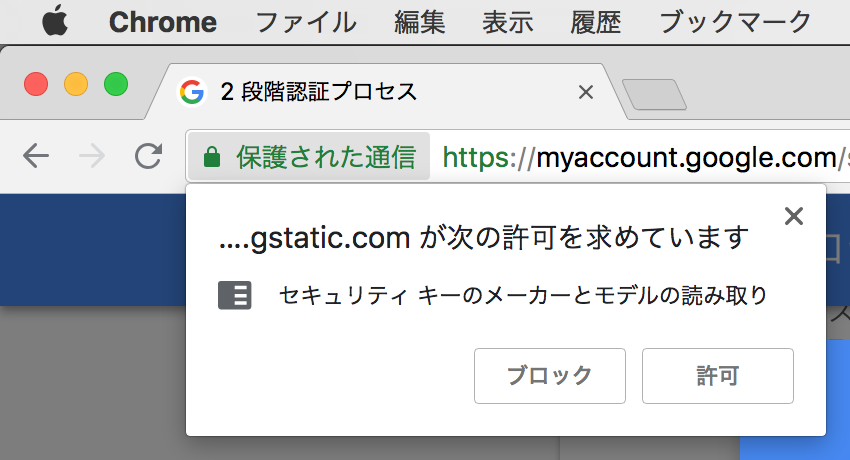 Chrome ファイル 編集 表示 履歴 ブックマーク
2 段階認証プロセス
保護された通信 https://myaccount.google.com/s
....gstatic.com が次の許可を求めています
セキュリティ キーのメーカーとモデルの読み取り
ブロック 許可